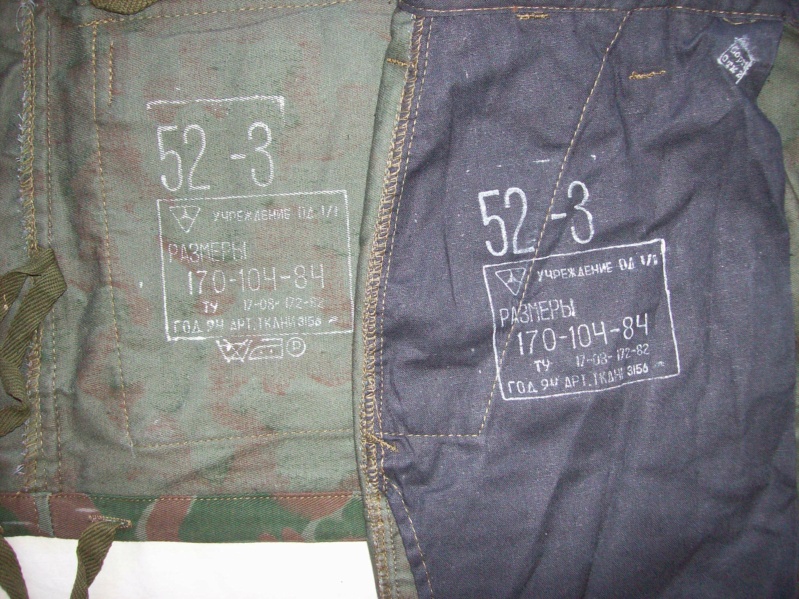 52-3
УЧРЕЖДЕНИЕ ОД 1/1
РАЗМЕРЫ
170-104-84
ТУ 17-08-172-82
ГОД 94 АРТ. ТКАНИ 3156
Р
52-3
УЧРЕЖДЕНИЕ ОД 1/1
РАЗМЕРЫ
170-104-84
ТУ 17-08-172-82
ГОД 94 АРТ. ТКАНИ 3156